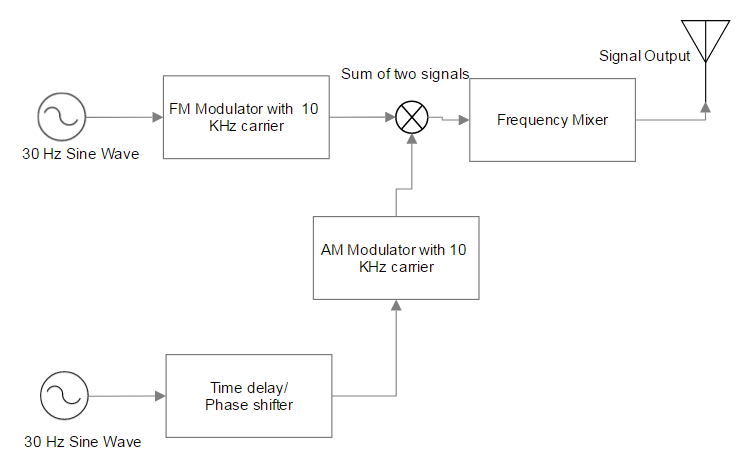 Signal Output
Sum of two signals
FM Modulator with 10
KHz carrier
Frequency Mixer
30 Hz Sine Wave
AM Modulator with 10
KHz carrier
Time delay/
Phase shifter
30 Hz Sine Wave